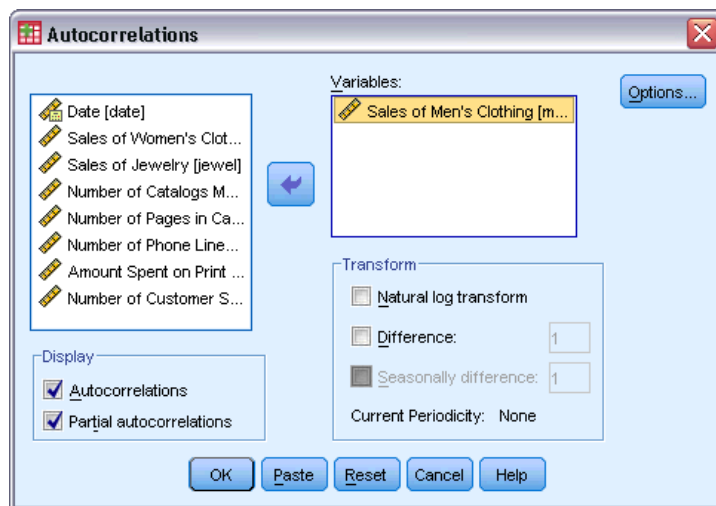 Autocorrelations
Date [date]
Sales of Women's Clot...
Sales of Jewelry [jewel]
Number of Catalogs M...
Number of Pages in Ca...
Number of Phone Line...
Amount Spent on Print ...
Number of Customer S...
Variables:
Sales of Men's Clothing [m...
Options...
Display
Autocorrelations
Partial autocorrelations
Transform
Natural log transform
Difference: 1
Seasonally difference: 1
Current Periodicity: None
OK Paste Reset Cancel Help